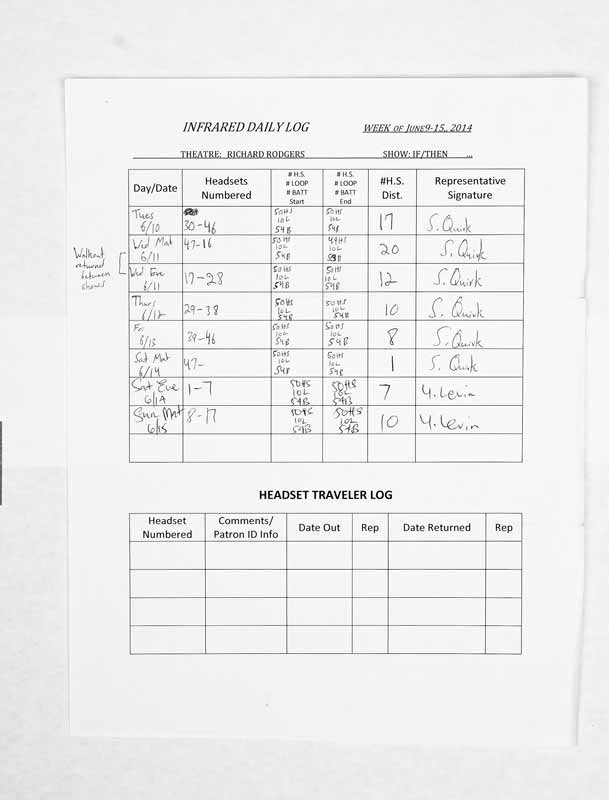 INFRARED DAILY LOG WEEK OF JUNE9-15,, 2014
THEATRE: RICHARD RODGERS SHOW: IF/THEN ...
Day/Date Headsets Numbered # H.S. # LOOP # BATT Start # H.S. # LOOP # BATT End #H.S. Dist. Representative Signature
Tues 6/10 30-46 50HS 10L 54B 50HS 10L 54B 17 S. Quirk
Wed Mat 6/11 47-16 50HS 10L 54B 49HS 10L 53B 20 S. Quirk
Walkout returned between shows
Wed Eve 6/11 17-28 50HS 10L 54B 50HS 10L 54B 12 S. Quirk
Thurs 6/12 29-38 50HS 10L 54B 50HS 10L 54B 10 S. Quirk
Fri 6/13 39-46 50HS 10L 54B 50HS 10L 54B 8 S. Quirk
Sat Mat 6/14 47- 50HS 10L 54B 50HS 10L 54B 1 S. Quirk
Sat Eve 6/14 1-7 50HS 10L 54B 50HS 10L 54B 7 Y. Levin
Sun Mat 6/15 8-17 50HS 10L 54B 50HS 10L 54B 10 Y. Levin
HEADSET TRAVELER LOG
Headset Numbered Comments/ Patron ID Info Date Out Rep Date Returned Rep